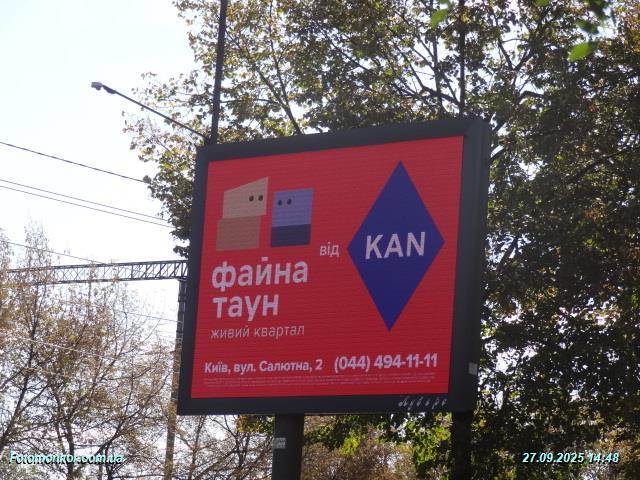 файна
таун
від
KAN
живий квартал
Київ, вул. Салютна, 2 (044) 494-11-11
Fotomonitor.com.ua
27.09.2025 14:48